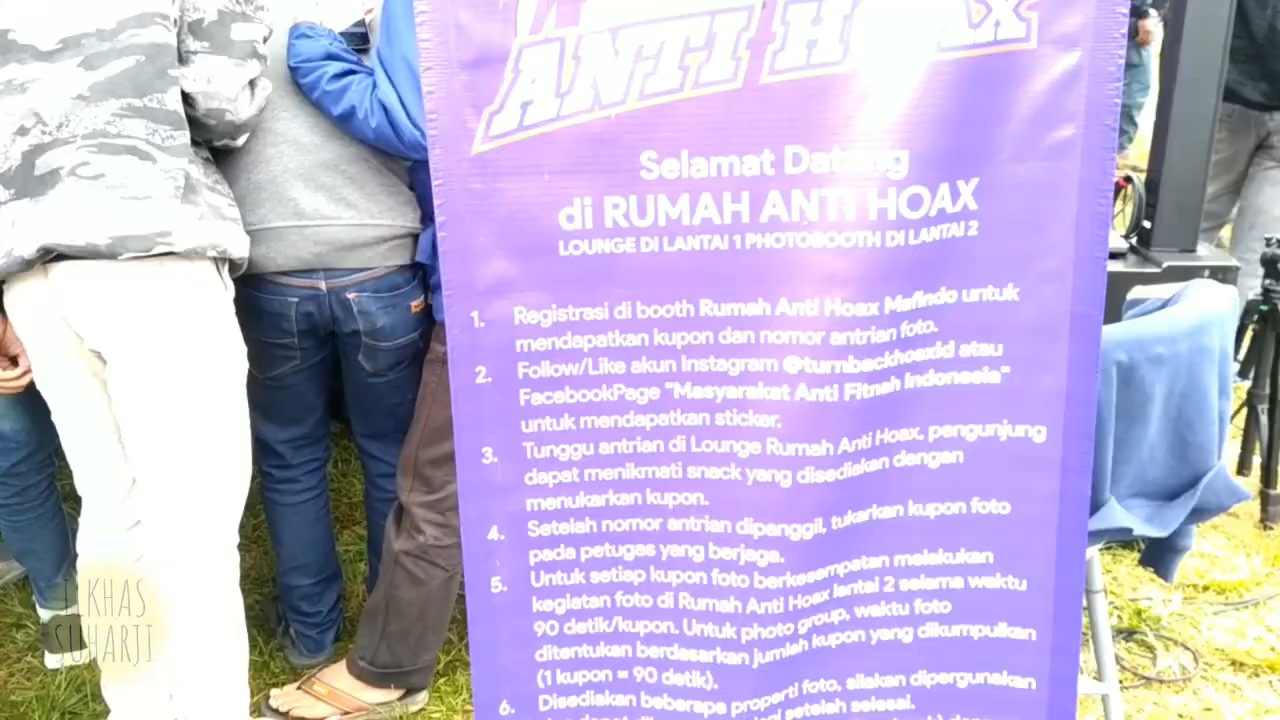 ANTI HOAX
Selamat Datang
di RUMAH ANTI HOAX
LOUNGE DI LANTAI 1 PHOTOBOOTH DI LANTAI 2
1. Registrasi di booth Rumah Anti Hoax Mafindo untuk
mendapatkan kupon dan nomor antrian foto.
2. Follow/Like akun Instagram @turnbackhoaxid atau
FacebookPage "Masyarakat Anti Fitnah Indonesia"
untuk mendapatkan sticker.
3. Tunggu antrian di Lounge Rumah Anti Hoax, pengunjung
dapat menikmati snack yang disediakan dengan
menukarkan kupon.
4. Setelah nomor antrian dipanggil, tukarkan kupon foto
pada petugas yang berjaga.
5. Untuk setiap kupon foto berkesempatan melakukan
kegiatan foto di Rumah Anti Hoax lantai 2 selama waktu
90 detik/kupon. Untuk photo group, waktu foto
ditentukan berdasarkan jumlah kupon yang dikumpulkan
(1 kupon = 90 detik).
6. Disediakan beberapa properti foto, silakan dipergunakan
setelah selesai.
ILKHAS
SUHARJI